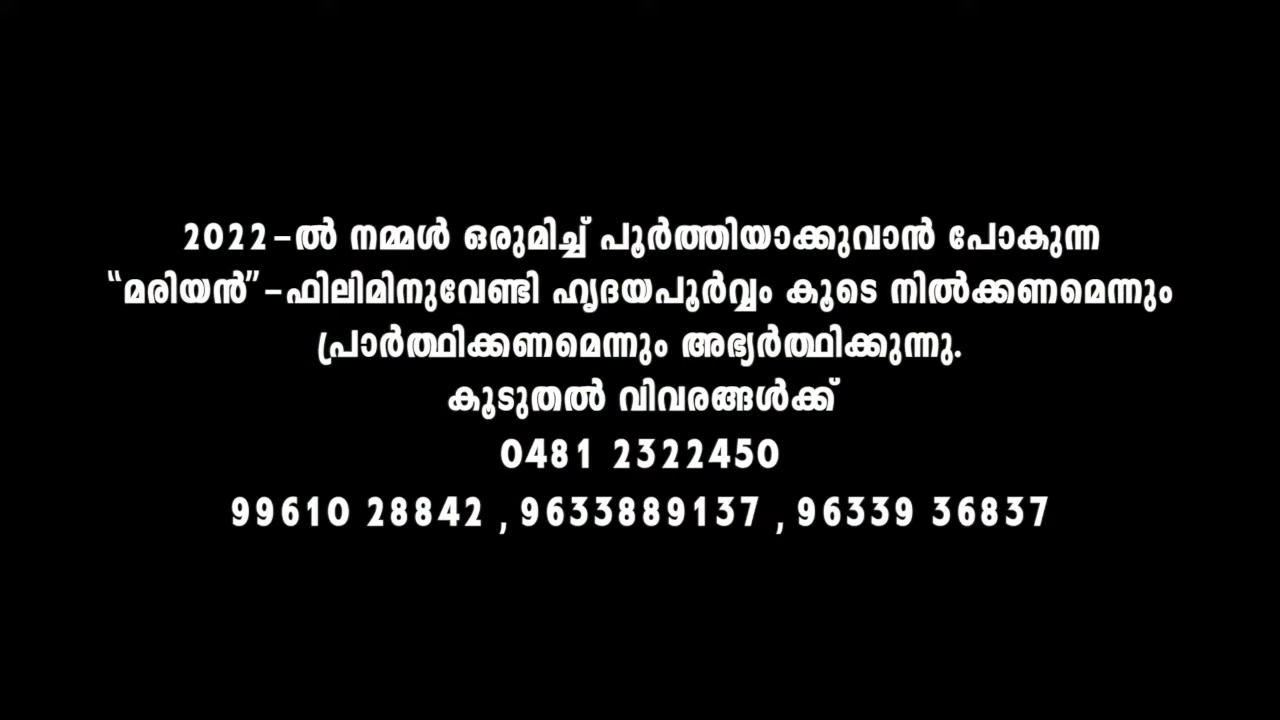 2022-ൽ നമ്മൾ ഒരുമിച്ച് പൂർത്തിയാക്കുവാൻ പോകുന്ന
“മരിയൻ”-ഫിലിമിനുവേണ്ടി ഹൃദയപൂർവ്വം കൂടെ നിൽക്കണമെന്നും
പ്രാർത്ഥിക്കണമെന്നും അഭ്യർത്ഥിക്കുന്നു.
കൂടുതൽ വിവരങ്ങൾക്ക്
0481 2322450
99610 28842 , 9633889137 , 96339 36837